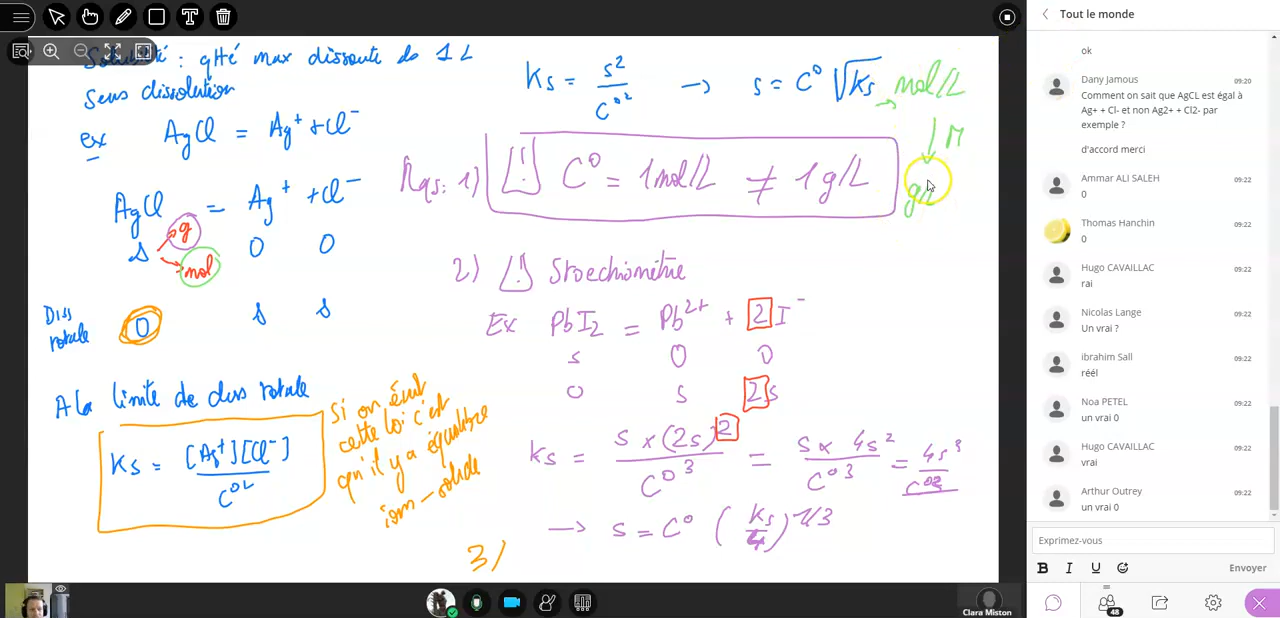 Solubilité : qtté max dissoute ds 1L
sens dissolution
ex AgCl = Ag+ + Cl-
AgCl = Ag+ + Cl-
s 0 0
g
mol
Diss totale 0 s s
A la limite de diss totale
Ks = [Ag+][Cl-] / C°²
Si on écrit
cette loi c'est
qu'il y a équilibre
ion-solide
Ks = s² / C°² → s = C° √Ks → mol/L
↓ M
g/L
Rqs : 1) ! C° = 1 mol/L ≠ 1 g/L
2) ! Stoechiométrie
Ex PbI2 = Pb2+ + 2 I-
s 0 0
0 s 2s
Ks = s × (2s)² / C°³ = s × 4s² / C°³ = 4s³ / C°³
→ s = C° (Ks/4)^1/3
3/
Clara Miston
Tout le monde
ok
Dany Jamous 09:20
Comment on sait que AgCL est égal à
Ag+ + Cl- et non Ag2+ + Cl2- par
exemple ?
d'accord merci
Ammar ALI SALEH 09:22
0
Thomas Hanchin 09:22
0
Hugo CAVAILLAC 09:22
rai
Nicolas Lange 09:22
Un vrai ?
ibrahim Sall 09:22
réél
Noa PETEL 09:22
un vrai 0
Hugo CAVAILLAC 09:22
vrai
Arthur Outrey 09:22
un vrai 0
Exprimez-vous
B I U Envoyer
48